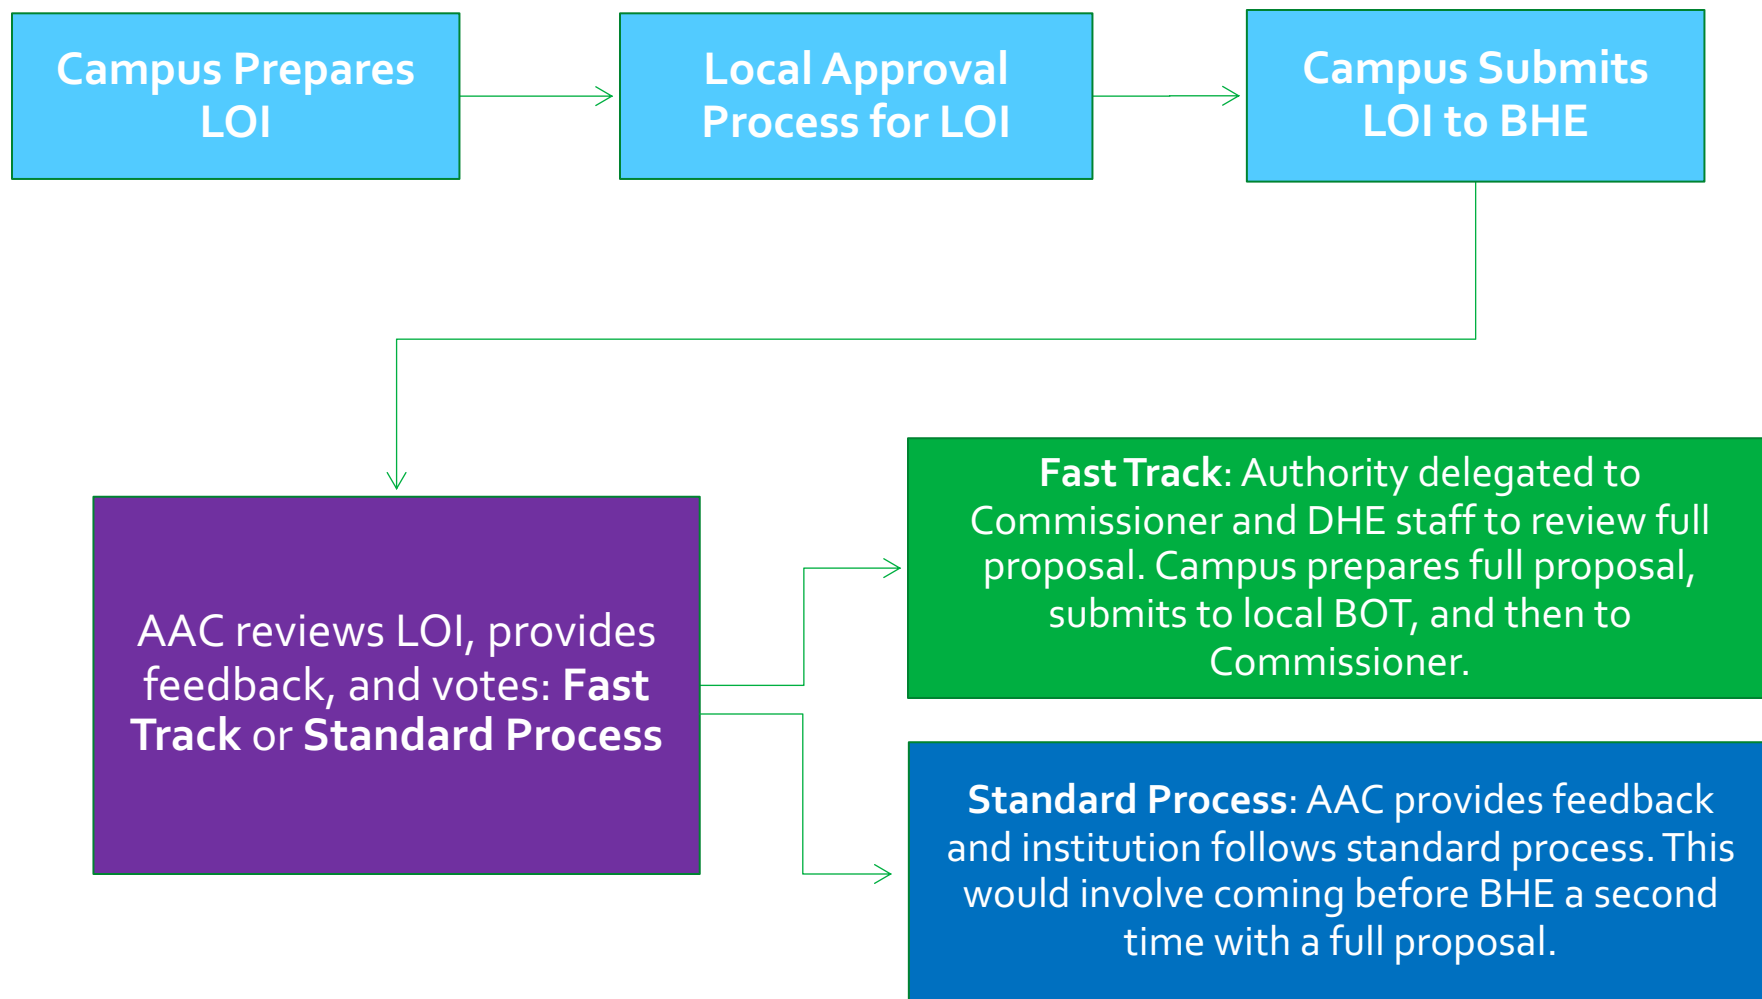 Campus Prepares
LOI
Local Approval
Process for LOI
Campus Submits
LOI to BHE
AAC reviews LOI, provides
feedback, and votes: Fast
Track or Standard Process
Fast Track: Authority delegated to
Commissioner and DHE staff to review full
proposal. Campus prepares full proposal,
submits to local BOT, and then to
Commissioner.
Standard Process: AAC provides feedback
and institution follows standard process. This
would involve coming before BHE a second
time with a full proposal.